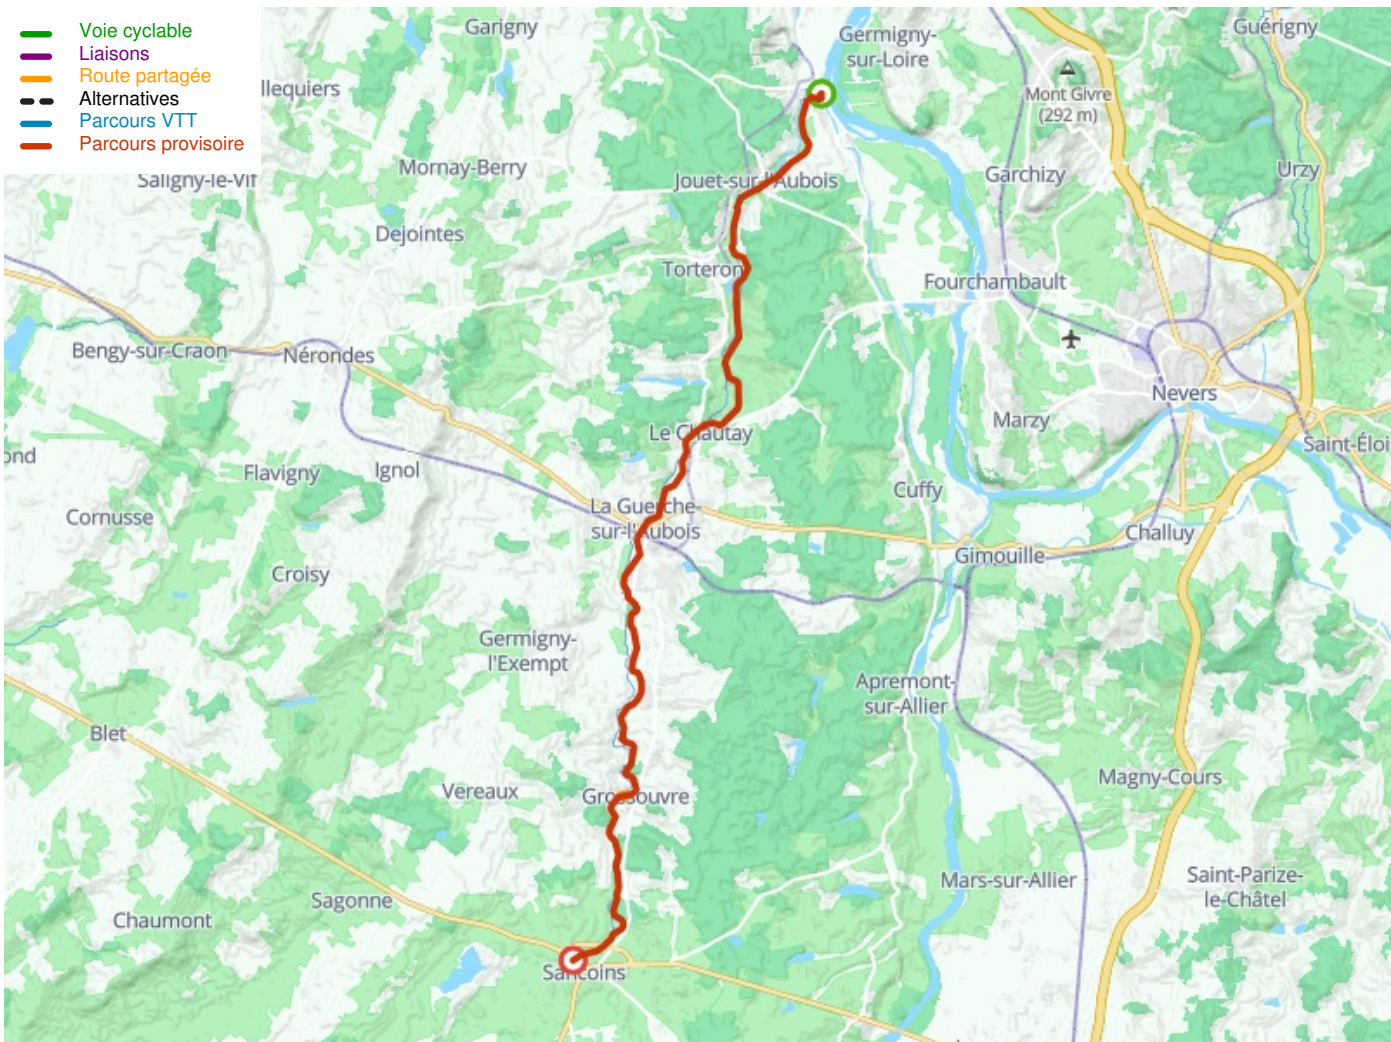 Voie cyclable
Liaisons
Route partagée
Alternatives
Parcours VTT
Parcours provisoire
Garigny
Germigny-
sur-Loire
Guérigny
llequiers
Mont Givre
(292 m)
Mornay-Berry
Saligny-le-Vif
Jouet-sur-l'Aubois
Garchizy
Urzy
Dejointes
Torteron
Fourchambault
Bengy-sur-Craon
Nérondes
Nevers
Marzy
Le Chautay
Saint-Éloi
ond
Flavigny
Ignol
Cuffy
Cornusse
La Guerche-
sur-l'Aubois
Challuy
Gimouille
Croisy
Germigny-
l'Exempt
Apremont-
sur-Allier
Blet
Magny-Cours
Vereaux
Grossouvre
Mars-sur-Allier
Saint-Parize-
le-Châtel
Sagonne
Chaumont
Sancoins